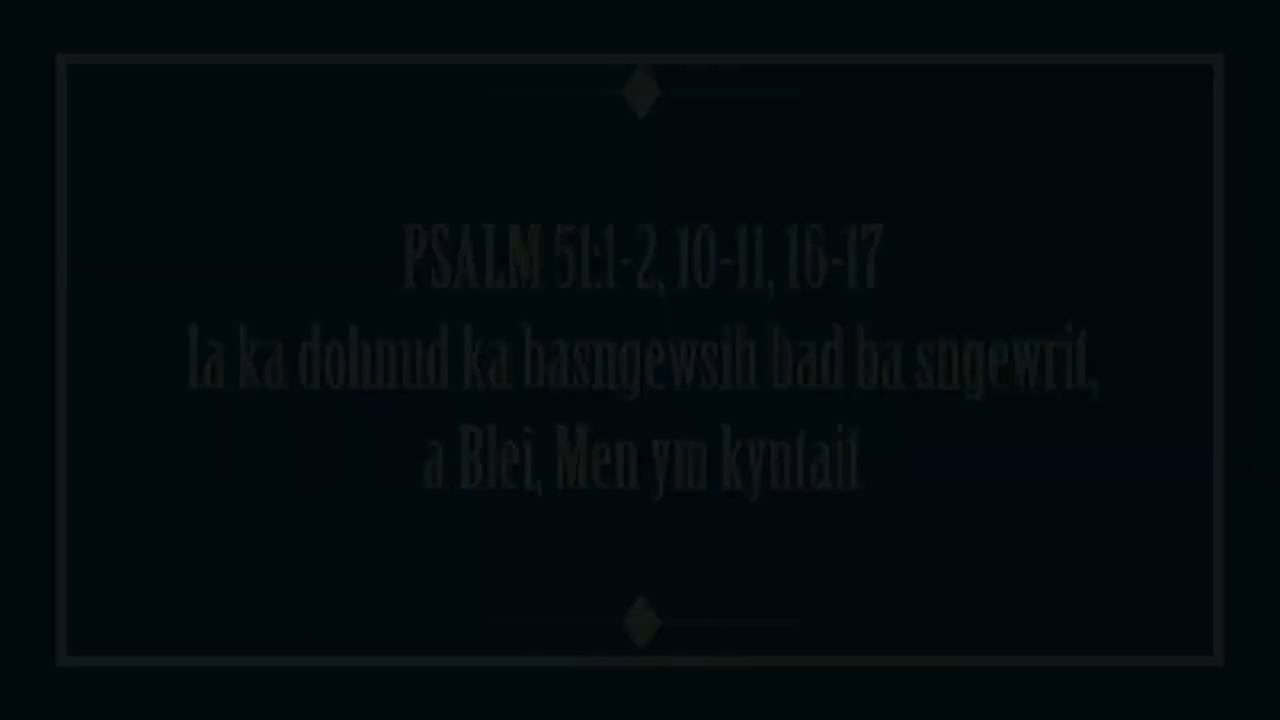 PSALM 51:1-2, 10-11, 16-17
Ia ka dohnud ka basngewsih bad ba sngewrit,
a Blei, Men ym kyntait